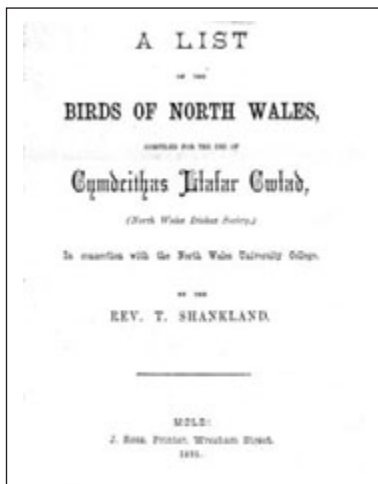 A LIST
OF THE
BIRDS OF NORTH WALES,
COMPILED FOR THE USE OF
Cymdeithas Llafar Gwlad,
(North Wales Dialect Society,)
In connection with the North Wales University College.
BY THE
REV. T. SHANKLAND.
MOLD:
J. Printer, Wrexham Street.